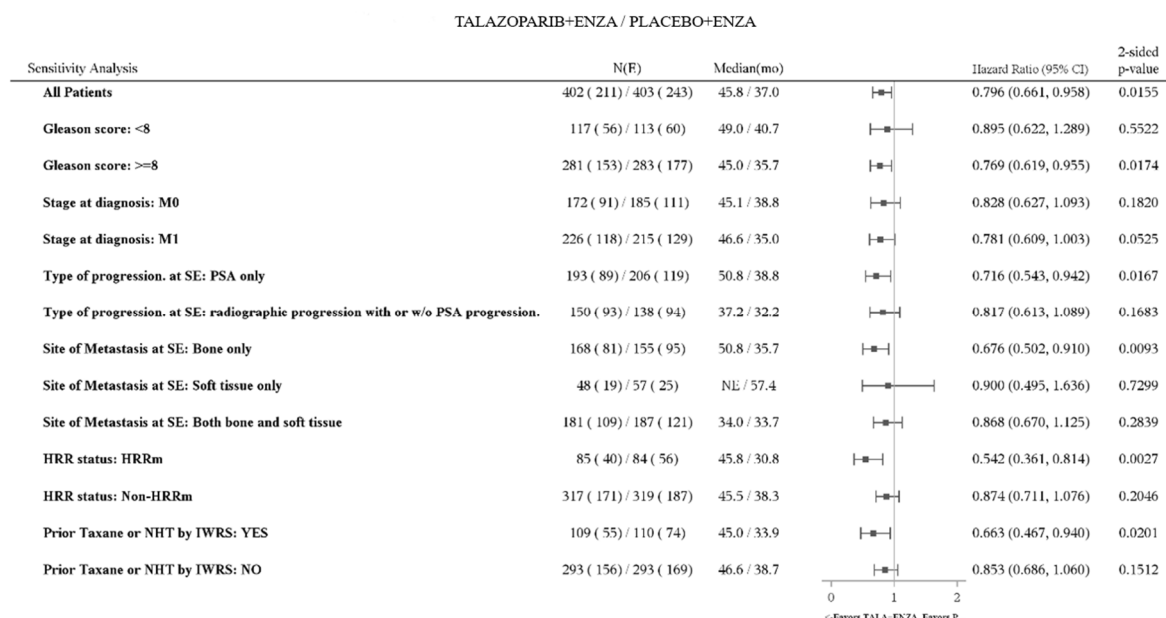 TALAZOPARIB+ENZA / PLACEBO+ENZA
Sensitivity Analysis N(E) Median(mo) Hazard Ratio (95% CI) 2-sided p-value
All Patients 402 ( 211) / 403 ( 243) 45.8 / 37.0 0.796 (0.661, 0.958) 0.0155
Gleason score: <8 117 ( 56) / 113 ( 60) 49.0 / 40.7 0.895 (0.622, 1.289) 0.5522
Gleason score: >=8 281 ( 153) / 283 ( 177) 45.0 / 35.7 0.769 (0.619, 0.955) 0.0174
Stage at diagnosis: M0 172 ( 91) / 185 ( 111) 45.1 / 38.8 0.828 (0.627, 1.093) 0.1820
Stage at diagnosis: M1 226 ( 118) / 215 ( 129) 46.6 / 35.0 0.781 (0.609, 1.003) 0.0525
Type of progression. at SE: PSA only 193 ( 89) / 206 ( 119) 50.8 / 38.8 0.716 (0.543, 0.942) 0.0167
Type of progression. at SE: radiographic progression with or w/o PSA progression. 150 ( 93) / 138 ( 94) 37.2 / 32.2 0.817 (0.613, 1.089) 0.1683
Site of Metastasis at SE: Bone only 168 ( 81) / 155 ( 95) 50.8 / 35.7 0.676 (0.502, 0.910) 0.0093
Site of Metastasis at SE: Soft tissue only 48 ( 19) / 57 ( 25) NE / 57.4 0.900 (0.495, 1.636) 0.7299
Site of Metastasis at SE: Both bone and soft tissue 181 ( 109) / 187 ( 121) 34.0 / 33.7 0.868 (0.670, 1.125) 0.2839
HRR status: HRRm 85 ( 40) / 84 ( 56) 45.8 / 30.8 0.542 (0.361, 0.814) 0.0027
HRR status: Non-HRRm 317 ( 171) / 319 ( 187) 45.5 / 38.3 0.874 (0.711, 1.076) 0.2046
Prior Taxane or NHT by IWRS: YES 109 ( 55) / 110 ( 74) 45.0 / 33.9 0.663 (0.467, 0.940) 0.0201
Prior Taxane or NHT by IWRS: NO 293 ( 156) / 293 ( 169) 46.6 / 38.7 0.853 (0.686, 1.060) 0.1512
0 1 2
<-Favors TALA+ENZA Favors P